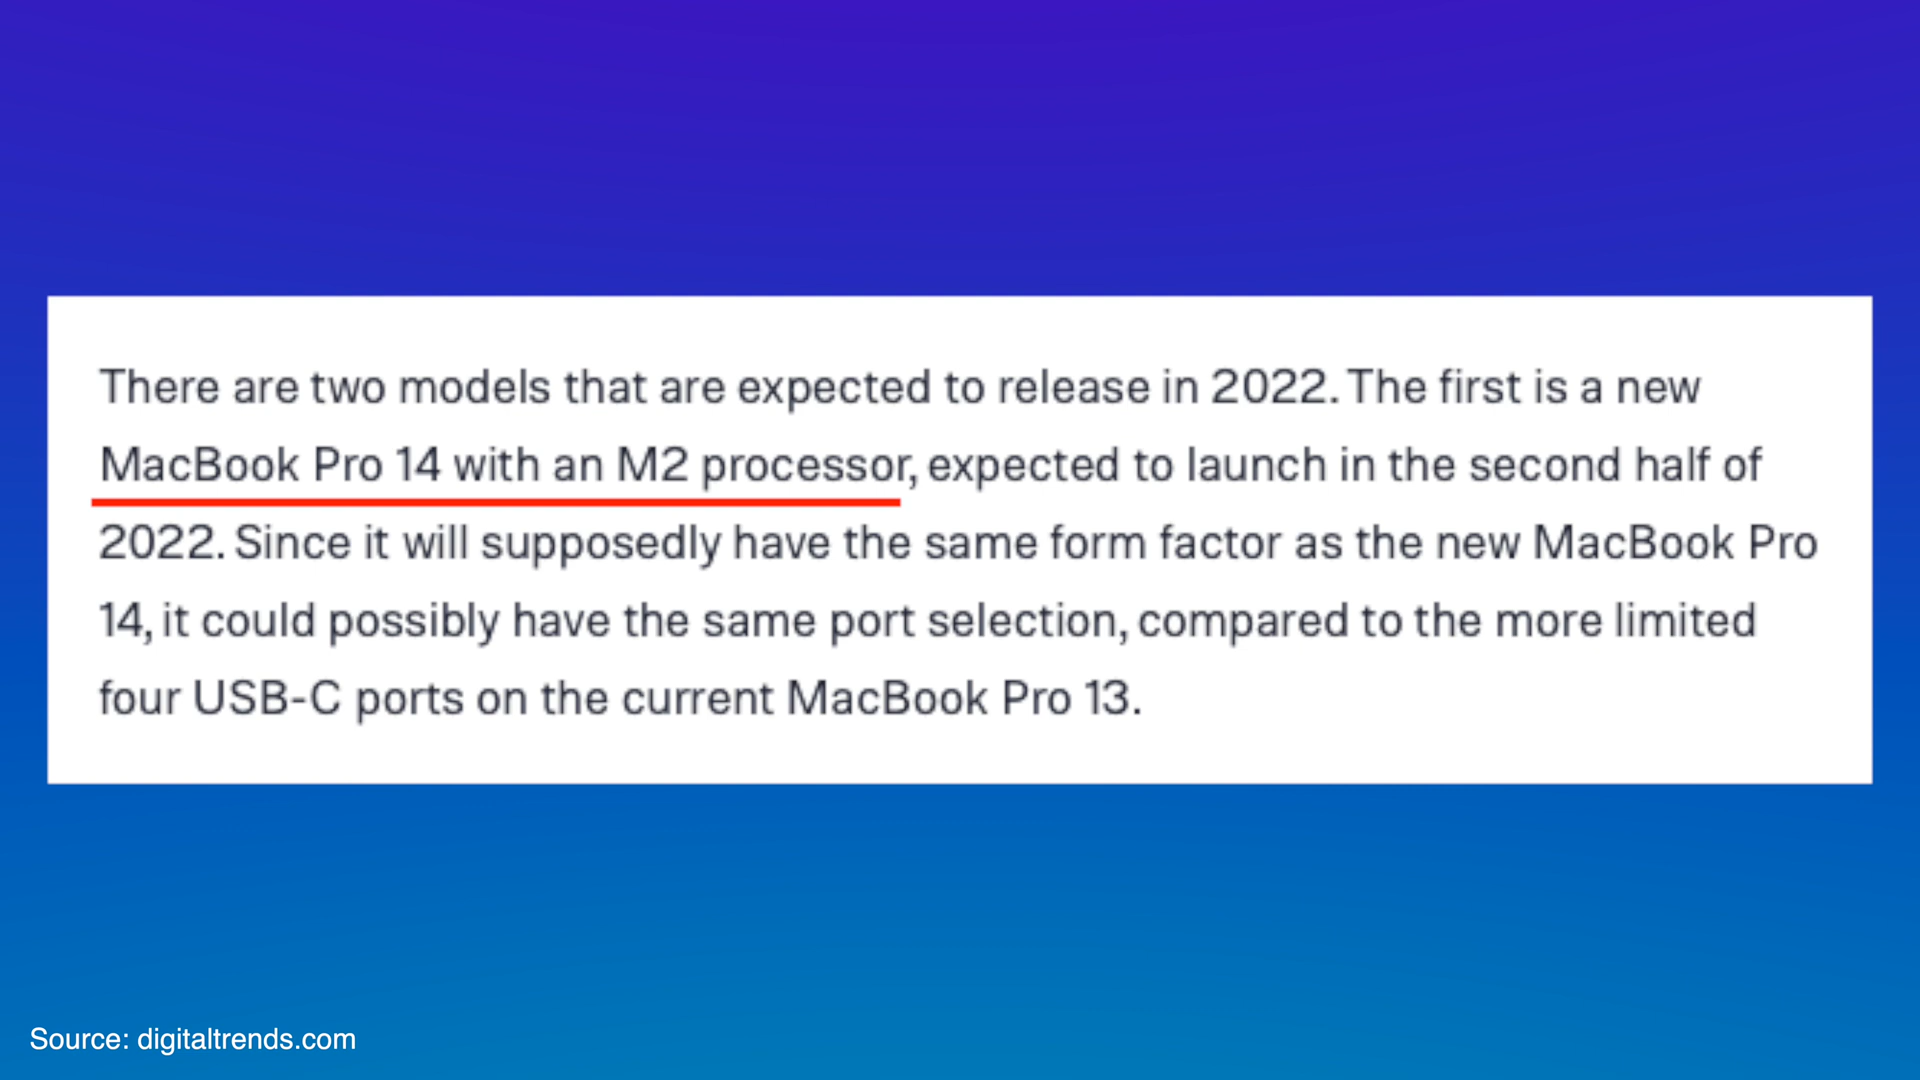 There are two models that are expected to release in 2022. The first is a new
MacBook Pro 14 with an M2 processor, expected to launch in the second half of
2022. Since it will supposedly have the same form factor as the new MacBook Pro
14, it could possibly have the same port selection, compared to the more limited
four USB-C ports on the current MacBook Pro 13.
Source: digitaltrends.com